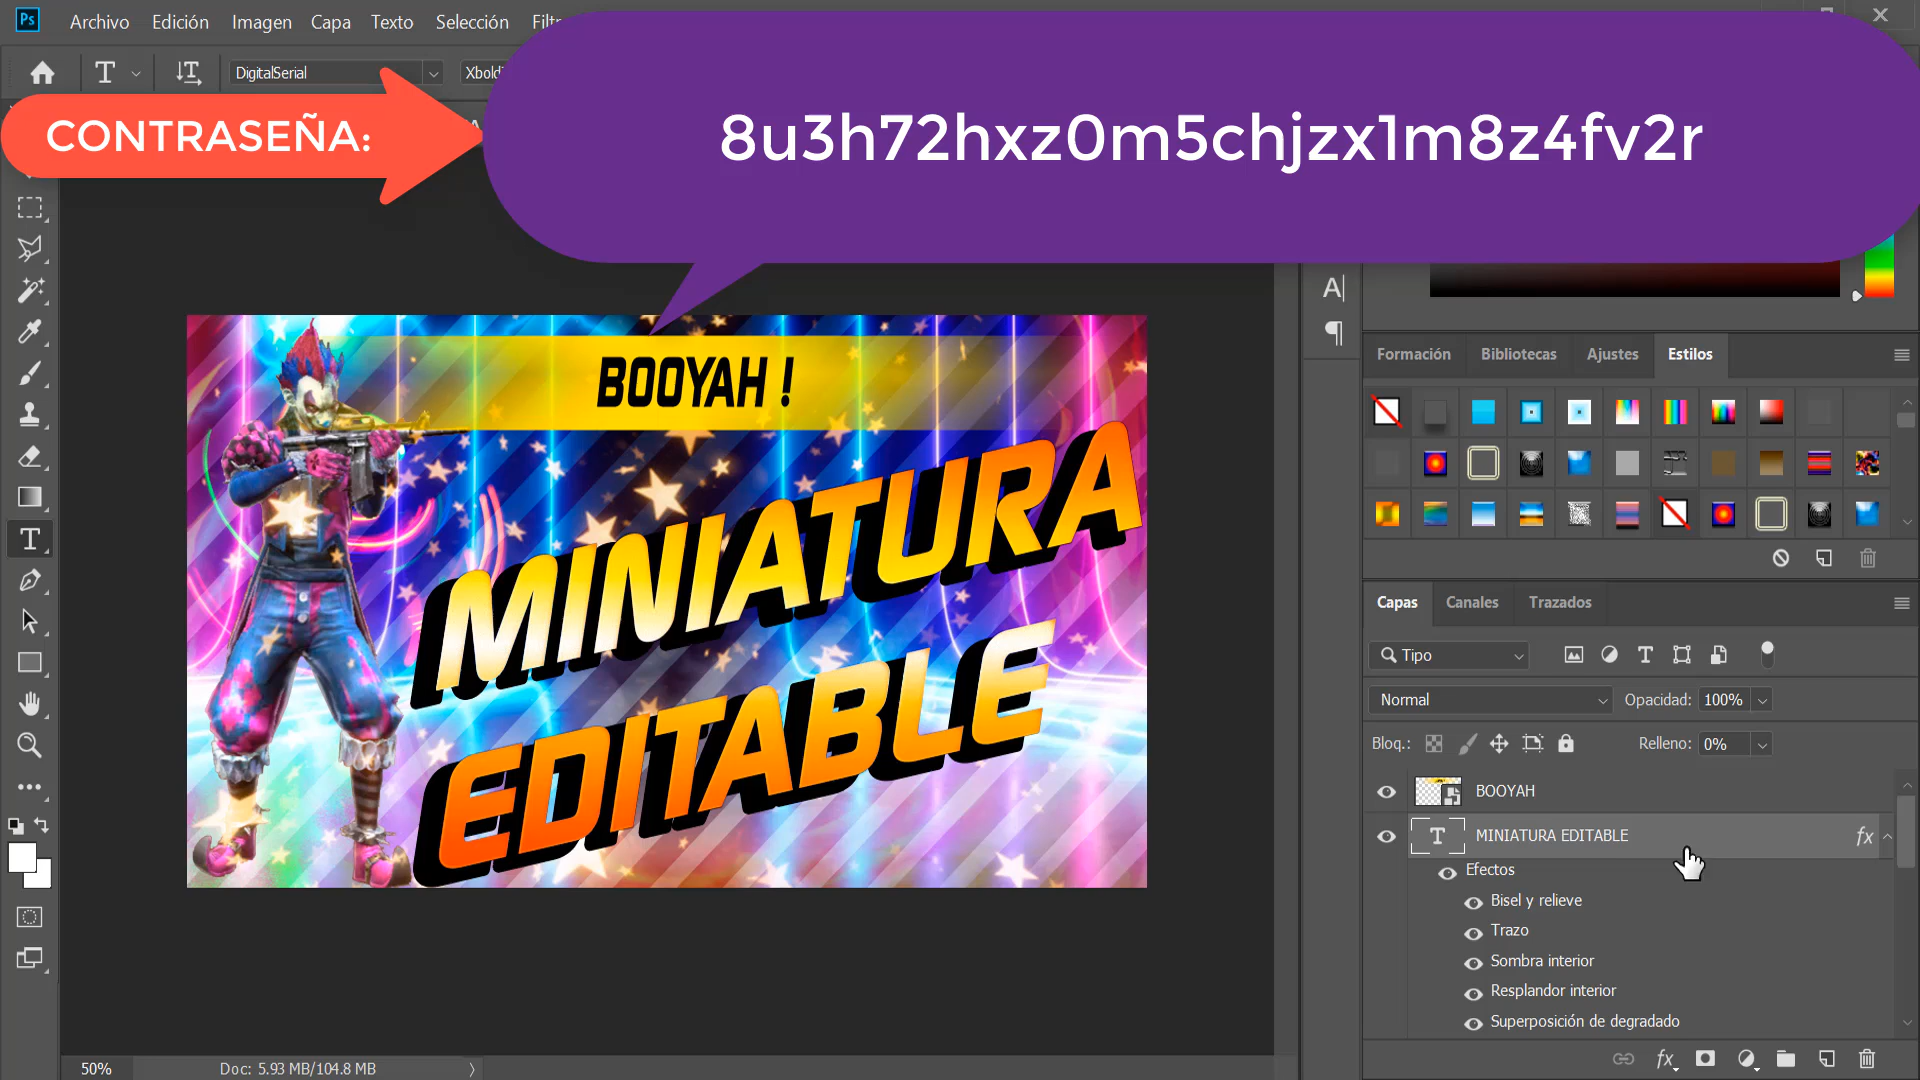 Ps Archivo Edición Imagen Capa Texto Selección
DigitalSerial
CONTRASEÑA:
8u3h72hxz0m5chjzx1m8z4fv2r
BOOYAH !
MINIATURA
EDITABLE
Formación Bibliotecas Ajustes Estilos
Capas Canales Trazados
Tipo
Normal Opacidad: 100%
Bloq.: Relleno: 0%
BOOYAH
MINIATURA EDITABLE fx
Efectos
Bisel y relieve
Trazo
Sombra interior
Resplandor interior
Superposición de degradado
fx
50% Doc: 5.93 MB/104.8 MB